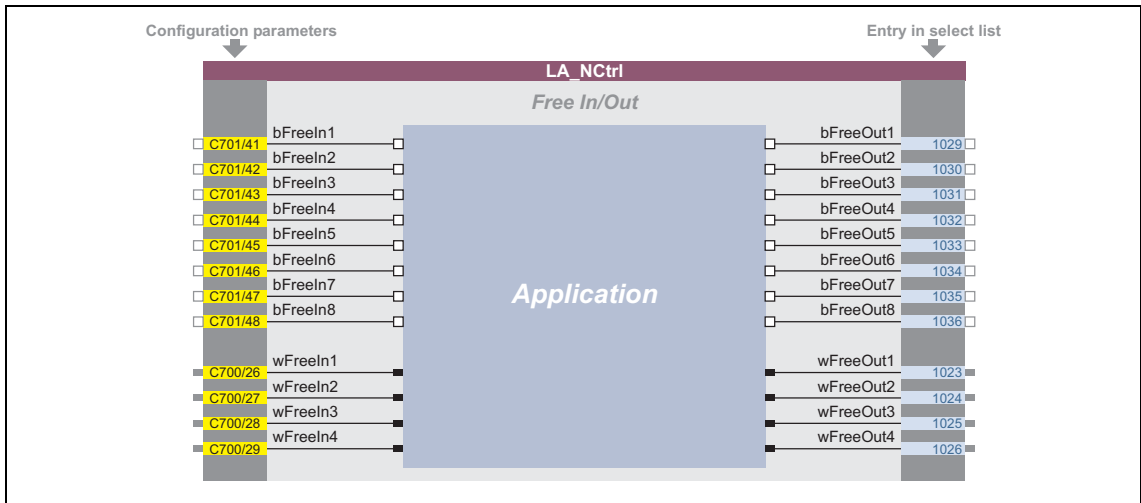 Configuration parameters Entry in select list
LA_NCtrl
Free In/Out
bFreeIn1 bFreeOut1
C701/41 1029
bFreeIn2 bFreeOut2
C701/42 1030
bFreeIn3 bFreeOut3
C701/43 1031
bFreeIn4 bFreeOut4
C701/44 1032
bFreeIn5 bFreeOut5
C701/45 1033
bFreeIn6 bFreeOut6
C701/46 1034
bFreeIn7 bFreeOut7
C701/47 Application 1035
bFreeIn8 bFreeOut8
C701/48 1036
wFreeIn1 wFreeOut1
C700/26 1023
wFreeIn2 wFreeOut2
C700/27 1024
wFreeIn3 wFreeOut3
C700/28 1025
wFreeIn4 wFreeOut4
C700/29 1026